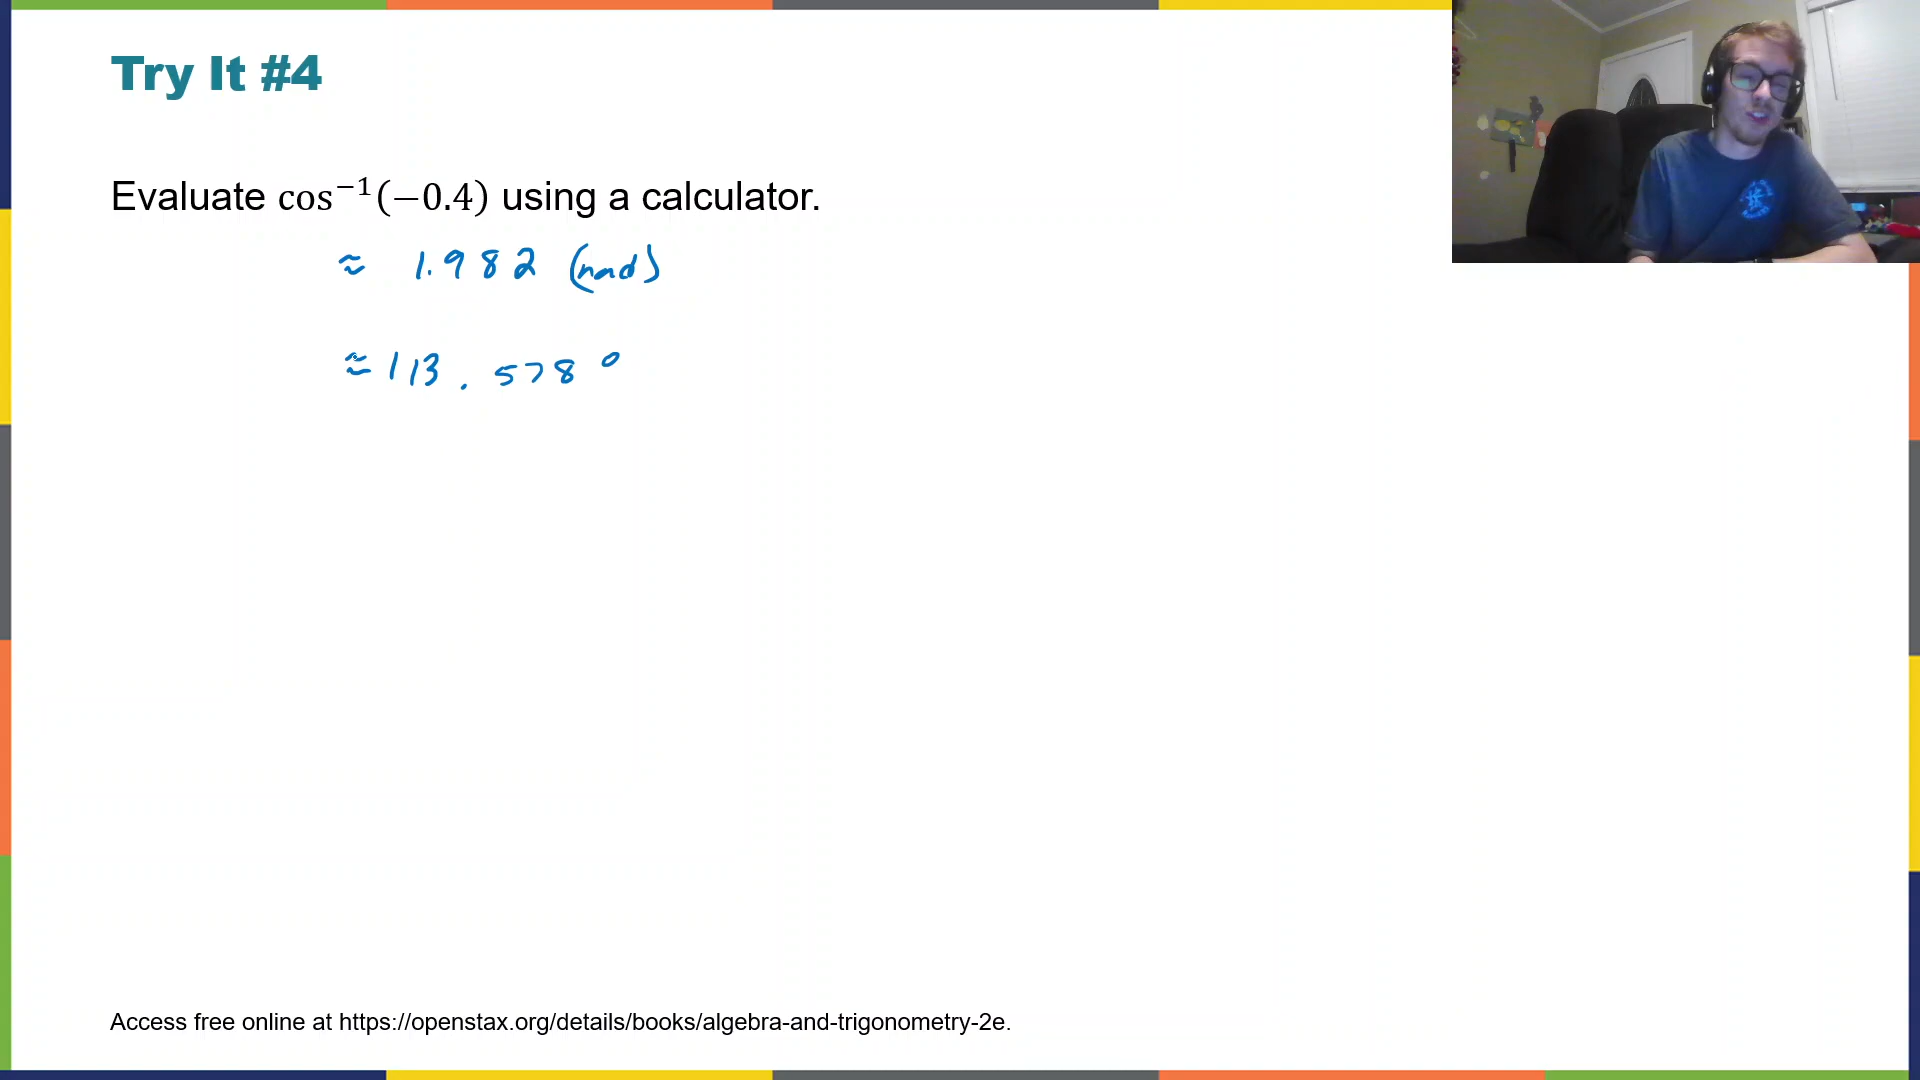 Try It #4
Evaluate cos⁻¹(−0.4) using a calculator.
≈ 1.982 (rad)
≈ 113.578°
Access free online at https://openstax.org/details/books/algebra-and-trigonometry-2e.